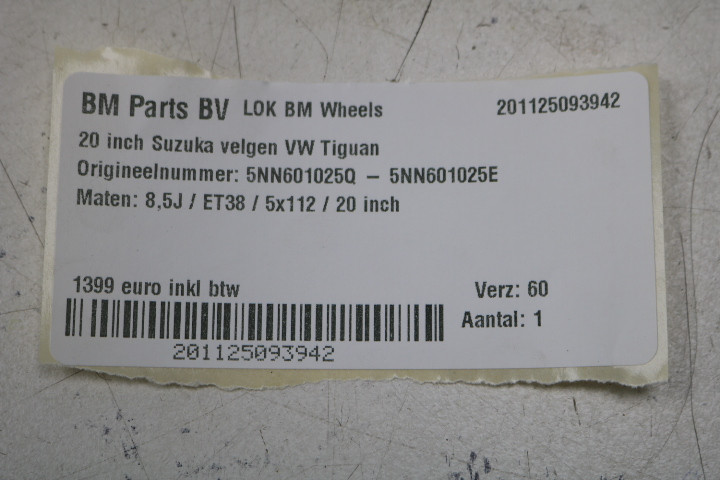 BM Parts BV LOK BM Wheels 201125093942
20 inch Suzuka velgen VW Tiguan
Origineelnummer: 5NN601025Q – 5NN601025E
Maten: 8,5J / ET38 / 5x112 / 20 inch
1399 euro inkl btw Verz: 60
Aantal: 1
201125093942